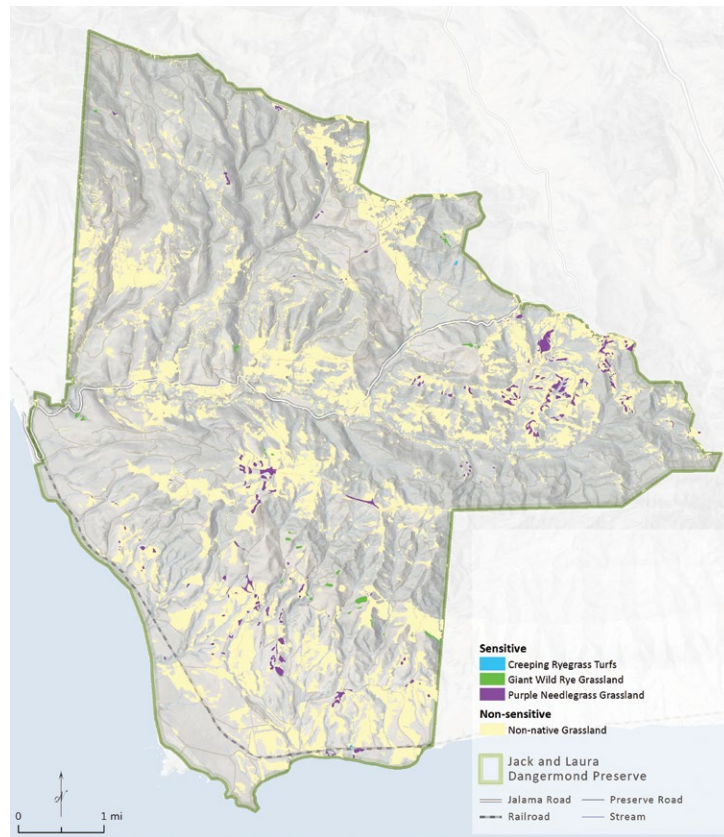 Sensitive
Creeping Ryegrass Turfs
Giant Wild Rye Grassland
Purple Needlegrass Grassland
Non-sensitive
Non-native Grassland
Jack and Laura
Dangermond Preserve
Jalama Road
Preserve Road
Railroad
Stream
N
0 1 mi